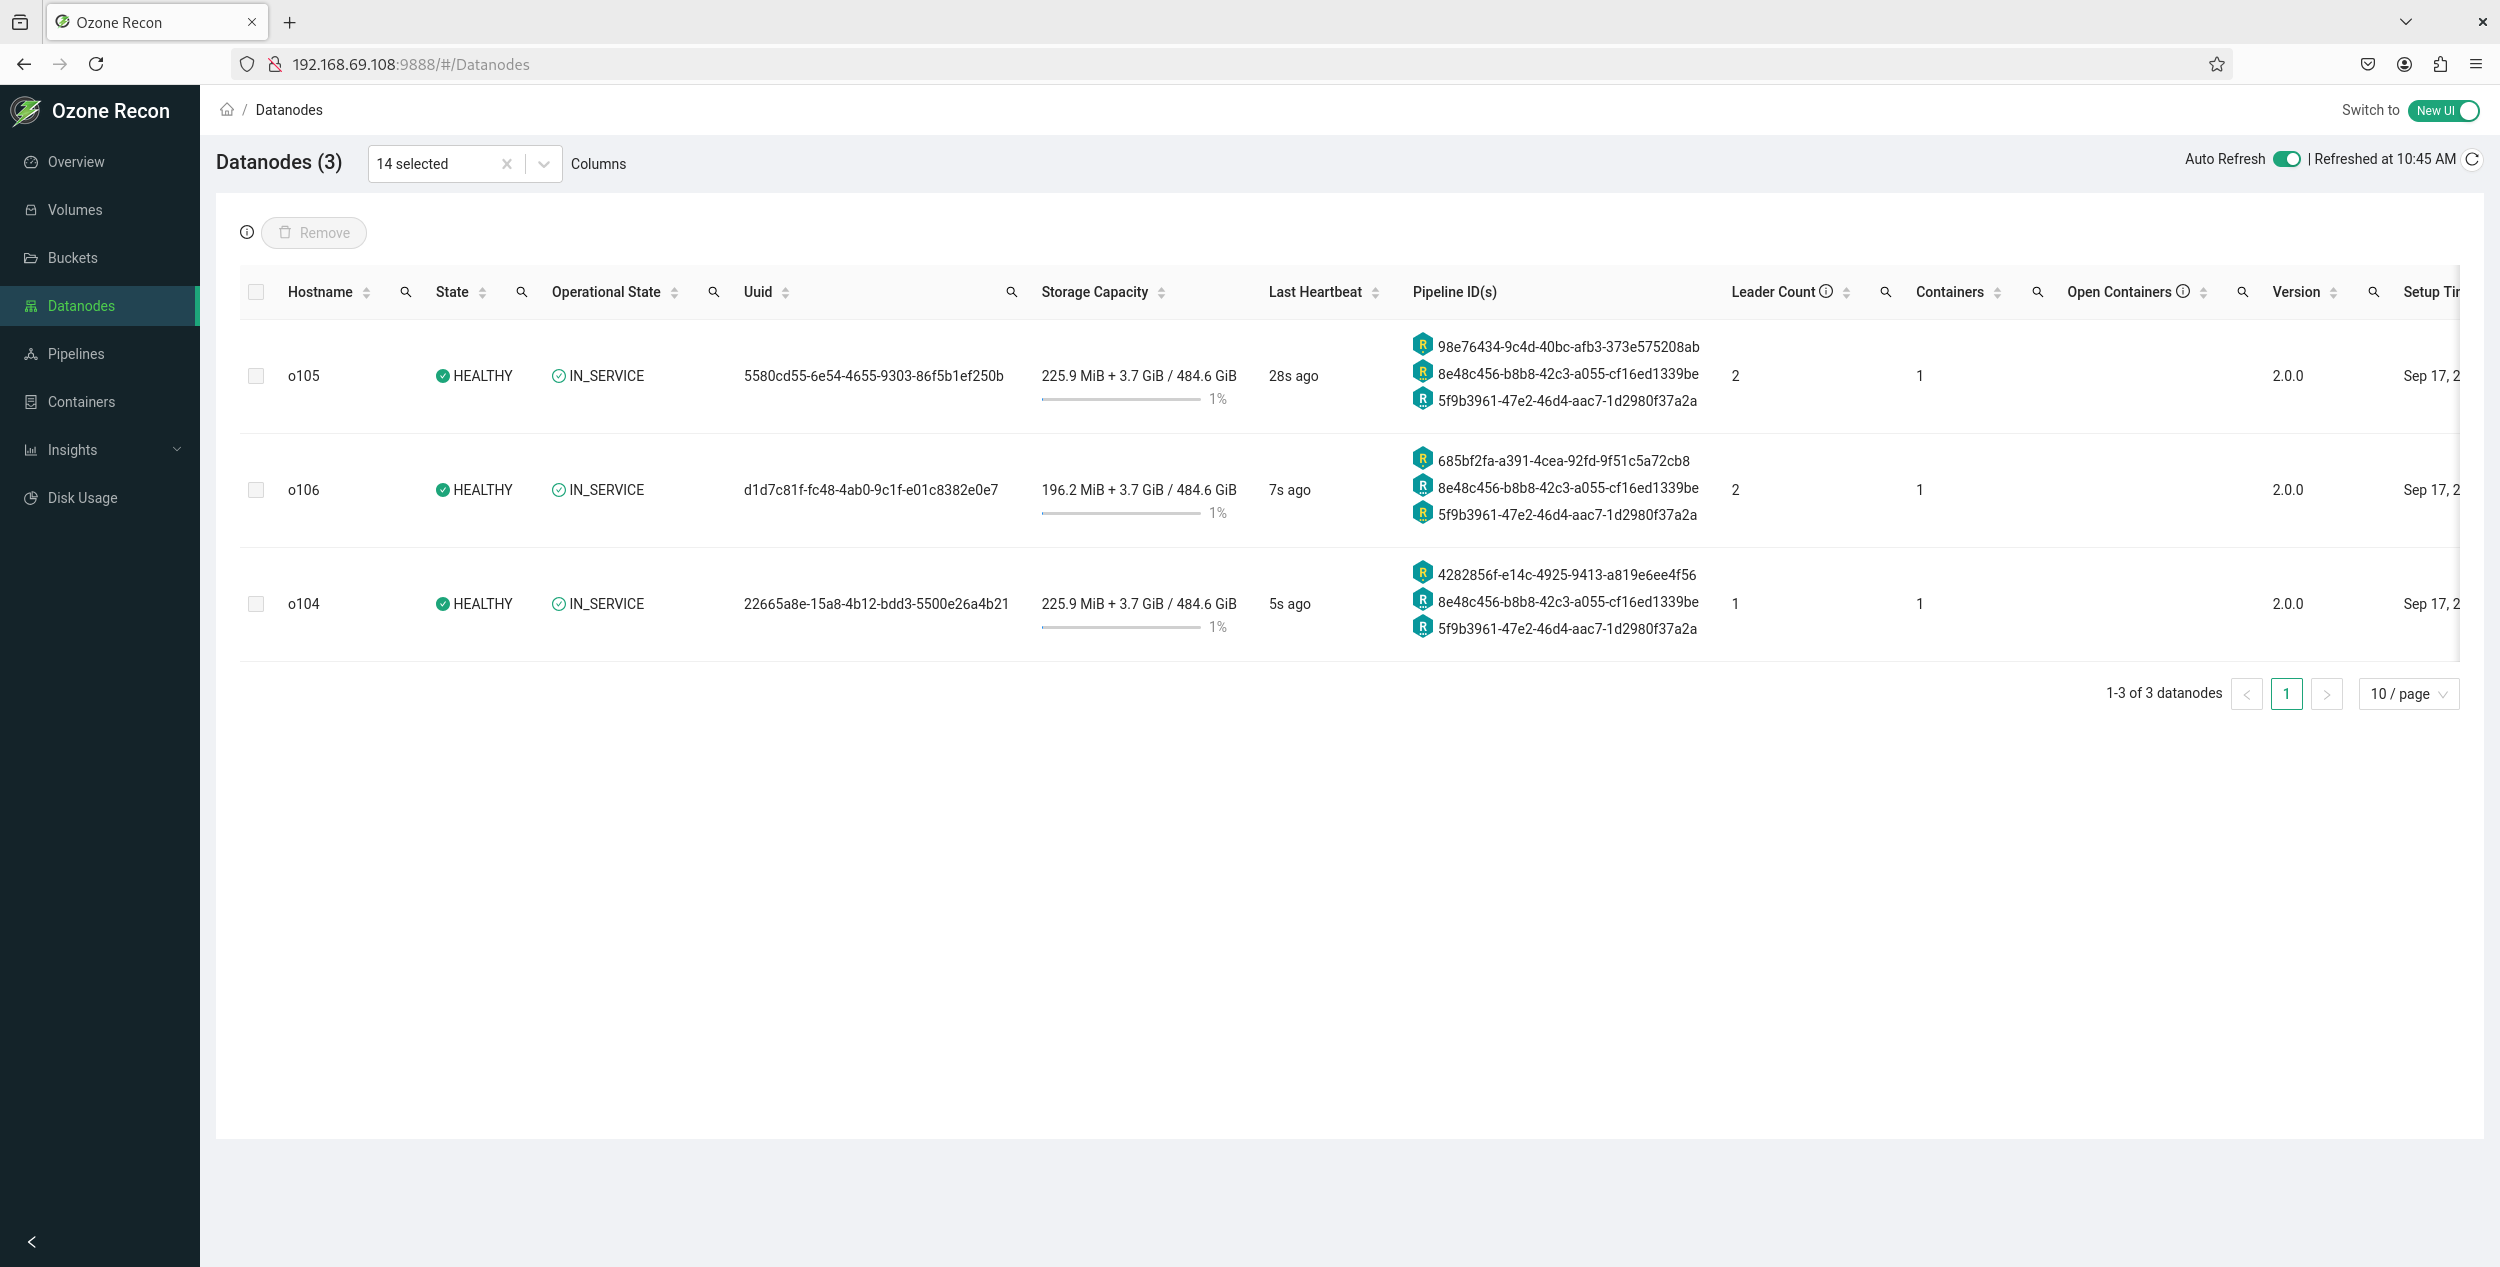 Ozone Recon
192.168.69.108:9888/#/Datanodes
Ozone Recon
/ Datanodes
Switch to New UI
Overview
Volumes
Buckets
Datanodes
Pipelines
Containers
Insights
Disk Usage
Datanodes (3)
14 selected
Columns
Auto Refresh | Refreshed at 10:45 AM
Remove
Hostname State Operational State Uuid Storage Capacity Last Heartbeat Pipeline ID(s) Leader Count Containers Open Containers Version Setup Tir
R 98e76434-9c4d-40bc-afb3-373e575208ab
o105 HEALTHY IN_SERVICE 5580cd55-6e54-4655-9303-86f5b1ef250b 225.9 MiB + 3.7 GiB / 484.6 GiB 28s ago R 8e48c456-b8b8-42c3-a055-cf16ed1339be 2 1 2.0.0 Sep 17, 2
1% R 5f9b3961-47e2-46d4-aac7-1d2980f37a2a
R 685bf2fa-a391-4cea-92fd-9f51c5a72cb8
o106 HEALTHY IN_SERVICE d1d7c81f-fc48-4ab0-9c1f-e01c8382e0e7 196.2 MiB + 3.7 GiB / 484.6 GiB 7s ago R 8e48c456-b8b8-42c3-a055-cf16ed1339be 2 1 2.0.0 Sep 17, 2
1% R 5f9b3961-47e2-46d4-aac7-1d2980f37a2a
R 4282856f-e14c-4925-9413-a819e6ee4f56
o104 HEALTHY IN_SERVICE 22665a8e-15a8-4b12-bdd3-5500e26a4b21 225.9 MiB + 3.7 GiB / 484.6 GiB 5s ago R 8e48c456-b8b8-42c3-a055-cf16ed1339be 1 1 2.0.0 Sep 17, 2
1% R 5f9b3961-47e2-46d4-aac7-1d2980f37a2a
1-3 of 3 datanodes < 1 > 10 / page